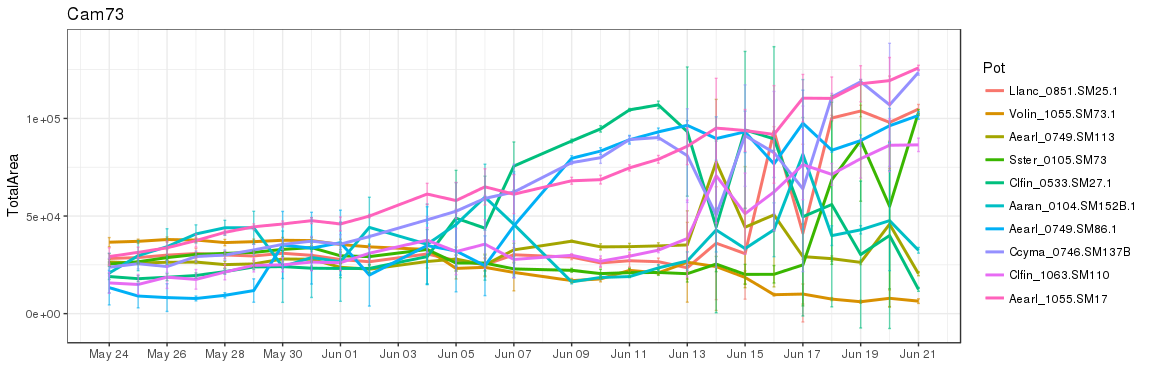 Cam73
TotalArea
1e+05
5e+04
0e+00
May 24 May 26 May 28 May 30 Jun 01 Jun 03 Jun 05 Jun 07 Jun 09 Jun 11 Jun 13 Jun 15 Jun 17 Jun 19 Jun 21
Pot
Llanc_0851.SM25.1
Volin_1055.SM73.1
Aearl_0749.SM113
Sster_0105.SM73
Clfin_0533.SM27.1
Aaran_0104.SM152B.1
Aearl_0749.SM86.1
Ccyma_0746.SM137B
Clfin_1063.SM110
Aearl_1055.SM17